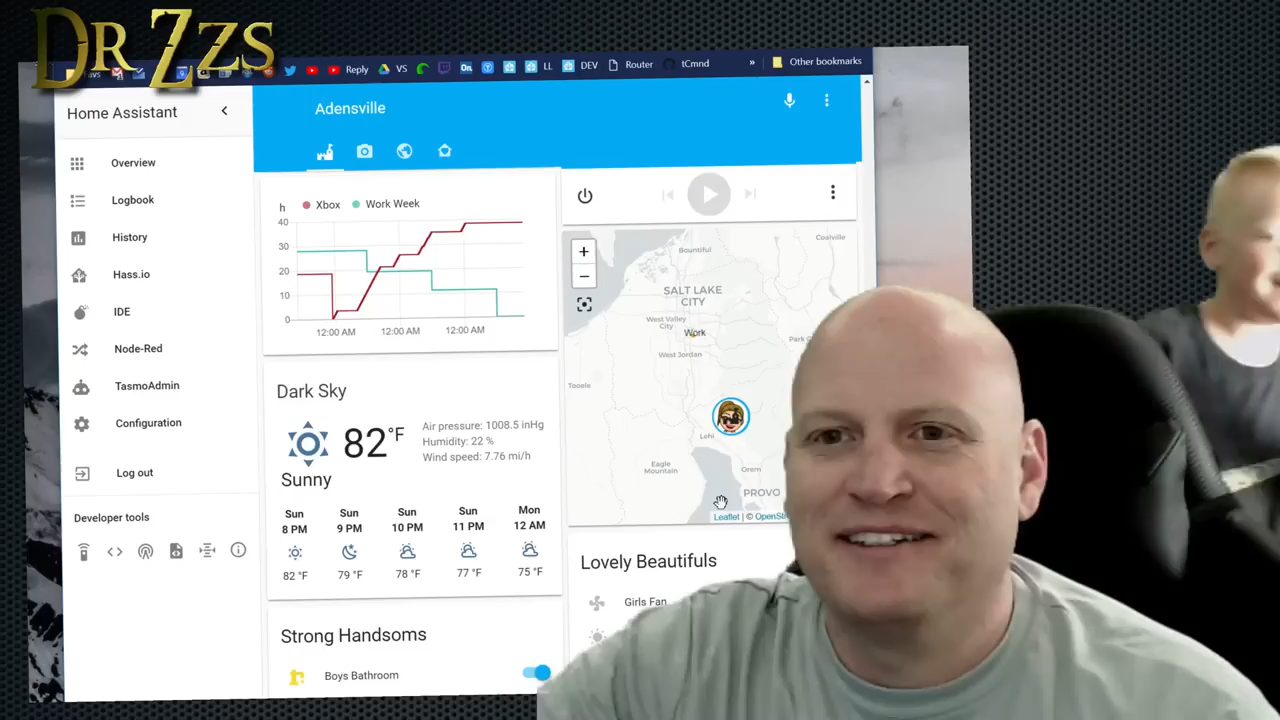 DR ZZS
Reply
VS
LL
DEV
Router
tCmnd
»
Other bookmarks
Home Assistant
Adensville
Overview
Logbook
History
Hass.io
IDE
Node-Red
TasmoAdmin
Configuration
Log out
Developer tools
h
Xbox
Work Week
40
30
20
10
0
12:00 AM
12:00 AM
12:00 AM
Dark Sky
82 °F
Air pressure: 1008.5 inHg
Humidity: 22 %
Wind speed: 7.76 mi/h
Sunny
Sun Sun Sun Sun Mon
8 PM 9 PM 10 PM 11 PM 12 AM
82 °F 79 °F 78 °F 77 °F 75 °F
Strong Handsoms
Boys Bathroom
+
−
Bountiful
Coalville
SALT LAKE
CITY
West Valley
City
Work
West Jordan
Tooele
Lehi
Eagle
Mountain
Orem
PROVO
Leaflet | ©
Lovely Beautifuls
Girls Fan